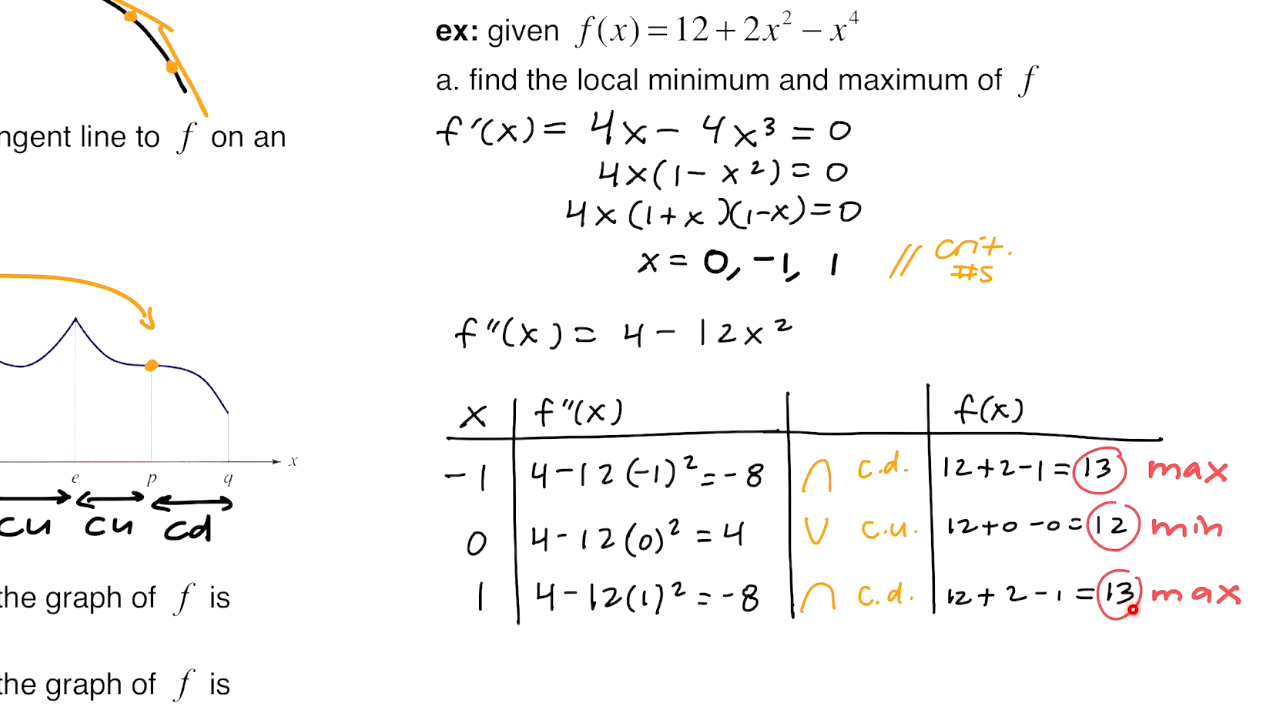 ngent line to f on an
e p q x
cu cu cd
the graph of f is
the graph of f is
ex: given f(x) = 12 + 2x² − x⁴
a. find the local minimum and maximum of f
f'(x) = 4x − 4x³ = 0
4x(1 − x²) = 0
4x(1+x)(1−x) = 0
x = 0, −1, 1 // crit. #s
f''(x) = 4 − 12x²
x f''(x) f(x)
−1 4−12(−1)² = −8 ∩ c.d. 12+2−1 = 13 max
0 4−12(0)² = 4 ∪ c.u. 12+0−0 = 12 min
1 4−12(1)² = −8 ∩ c.d. 12+2−1 = 13 max